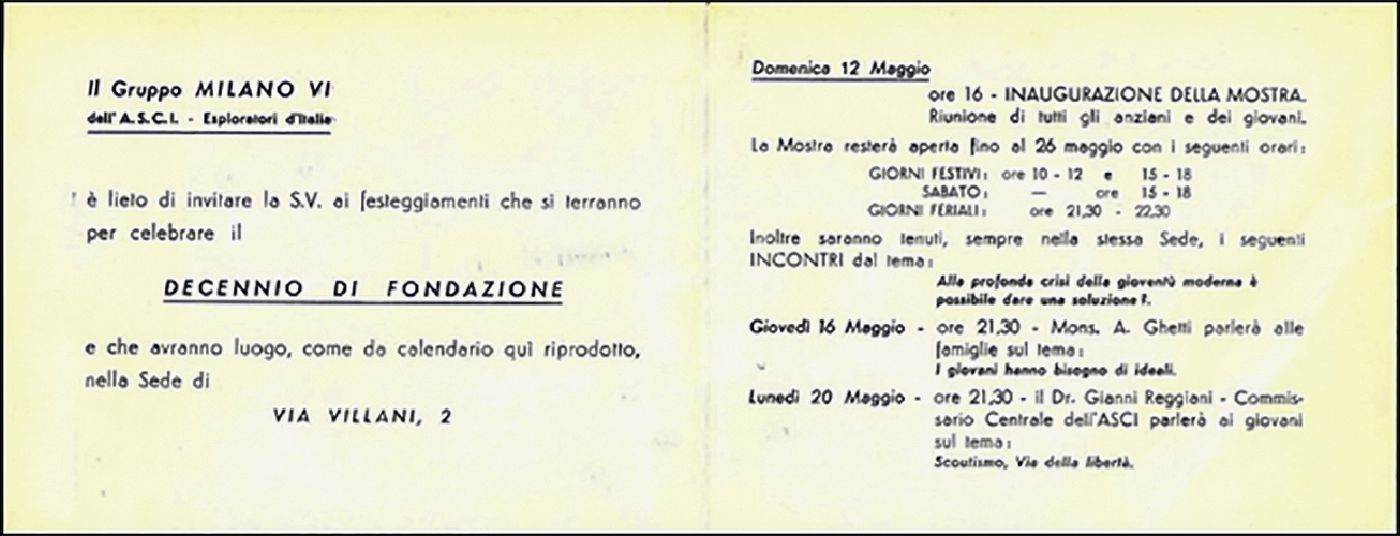 Il Gruppo MILANO VI
dell' A.S.C.I. - Esploratori d'Italia
è lieto di invitare la S.V. ai festeggiamenti che si terranno
per celebrare il
DECENNIO DI FONDAZIONE
e che avranno luogo, come da calendario qui riprodotto,
nella Sede di
VIA VILLANI, 2
Domenica 12 Maggio
ore 16 - INAUGURAZIONE DELLA MOSTRA.
Riunione di tutti gli anziani e dei giovani.
La Mostra resterà aperta fino al 26 maggio con i seguenti orari:
GIORNI FESTIVI: ore 10 - 12 e 15 - 18
SABATO: — ore 15 - 18
GIORNI FERIALI: ore 21,30 - 22,30
Inoltre saranno tenuti, sempre nella stessa Sede, i seguenti
INCONTRI dal tema:
Alla profonda crisi della gioventù moderna è
possibile dare una soluzione?.
Giovedì 16 Maggio - ore 21,30 - Mons. A. Ghetti parlerà alle
famiglie sul tema:
I giovani hanno bisogno di ideali.
Lunedì 20 Maggio - ore 21,30 - il Dr. Gianni Reggiani - Commis-
sario Centrale dell'ASCI parlerà ai giovani
sul tema:
Scoutismo, Via della libertà.